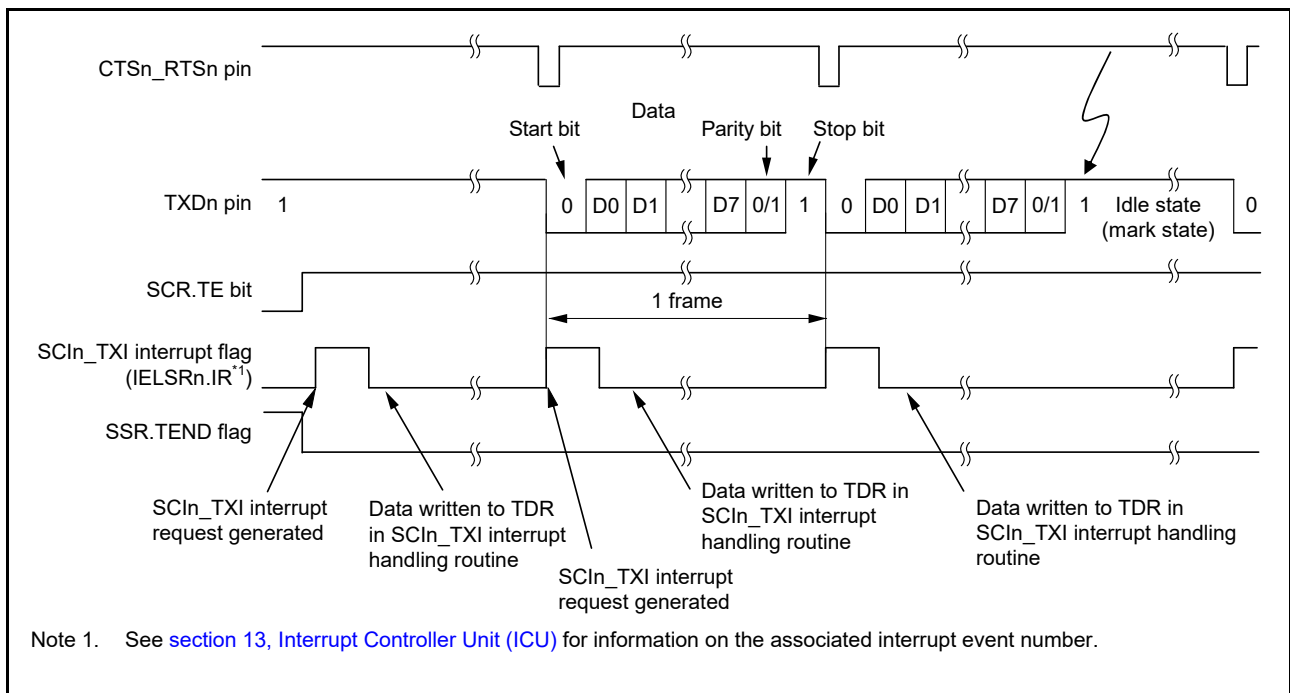 CTSn_RTSn pin
Data
Start bit
Parity bit
Stop bit
TXDn pin
1
0 D0 D1 D7 0/1 1 0 D0 D1 D7 0/1 1
Idle state
(mark state)
0
SCR.TE bit
1 frame
SCIn_TXI interrupt flag
(IELSRn.IR*1)
SSR.TEND flag
SCIn_TXI interrupt
request generated
Data written to TDR
in SCIn_TXI interrupt
handling routine
SCIn_TXI interrupt
request generated
Data written to TDR in
SCIn_TXI interrupt
handling routine
Data written to TDR in
SCIn_TXI interrupt handling
routine
Note 1. See section 13, Interrupt Controller Unit (ICU) for information on the associated interrupt event number.